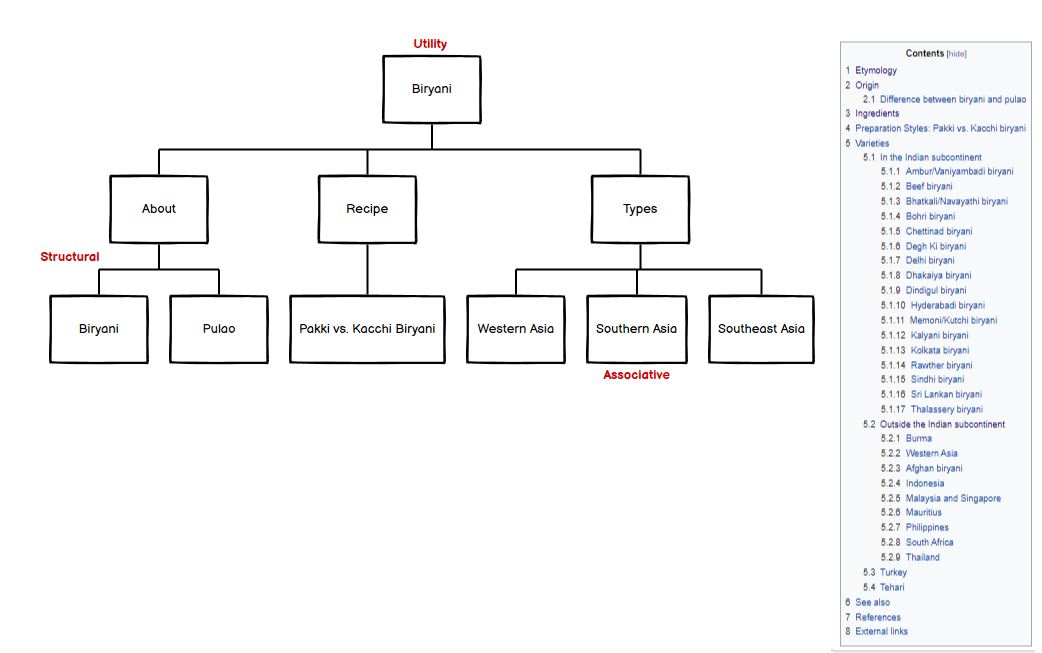 Utility
Biryani
About
Recipe
Types
Structural
Biryani
Pulao
Pakki vs. Kacchi Biryani
Western Asia
Southern Asia
Southeast Asia
Associative
Contents [hide]
1 Etymology
2 Origin
2.1 Difference between biryani and pulao
3 Ingredients
4 Preparation Styles: Pakki vs. Kacchi biryani
5 Varieties
5.1 In the Indian subcontinent
5.1.1 Ambur/Vaniyambadi biryani
5.1.2 Beef biryani
5.1.3 Bhatkali/Navayathi biryani
5.1.4 Bohri biryani
5.1.5 Chettinad biryani
5.1.6 Degh Ki biryani
5.1.7 Delhi biryani
5.1.8 Dhakaiya biryani
5.1.9 Dindigul biryani
5.1.10 Hyderabadi biryani
5.1.11 Memoni/Kutchi biryani
5.1.12 Kalyani biryani
5.1.13 Kolkata biryani
5.1.14 Rawther biryani
5.1.15 Sindhi biryani
5.1.16 Sri Lankan biryani
5.1.17 Thalassery biryani
5.2 Outside the Indian subcontinent
5.2.1 Burma
5.2.2 Western Asia
5.2.3 Afghan biryani
5.2.4 Indonesia
5.2.5 Malaysia and Singapore
5.2.6 Mauritius
5.2.7 Philippines
5.2.8 South Africa
5.2.9 Thailand
5.3 Turkey
5.4 Tehari
6 See also
7 References
8 External links